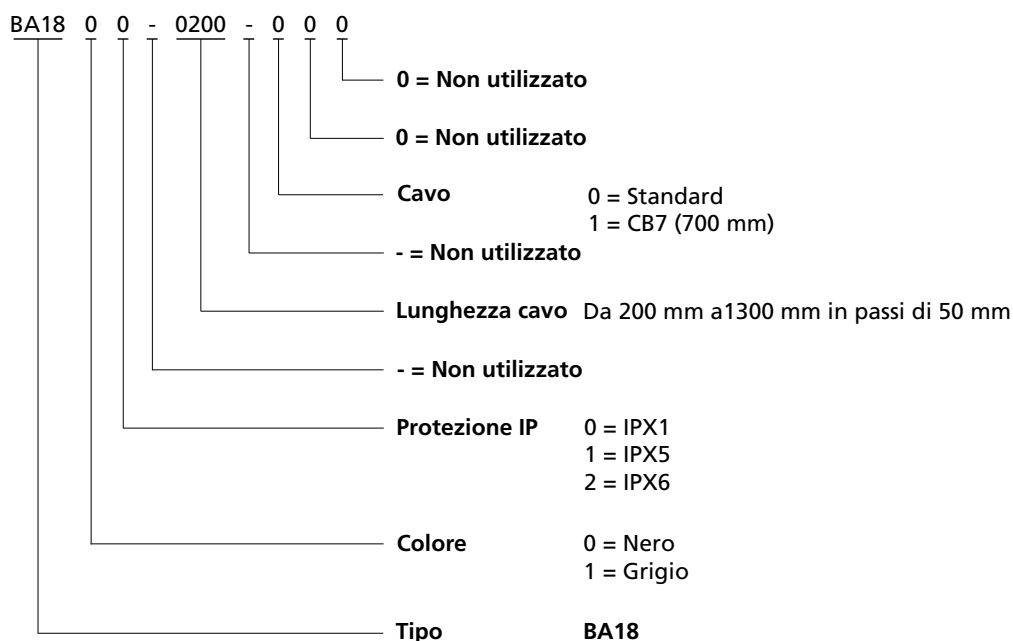 BA18 0 0 - 0200 - 0 0 0
0 = Non utilizzato
0 = Non utilizzato
Cavo 0 = Standard
1 = CB7 (700 mm)
- = Non utilizzato
Lunghezza cavo Da 200 mm a1300 mm in passi di 50 mm
- = Non utilizzato
Protezione IP 0 = IPX1
1 = IPX5
2 = IPX6
Colore 0 = Nero
1 = Grigio
Tipo BA18